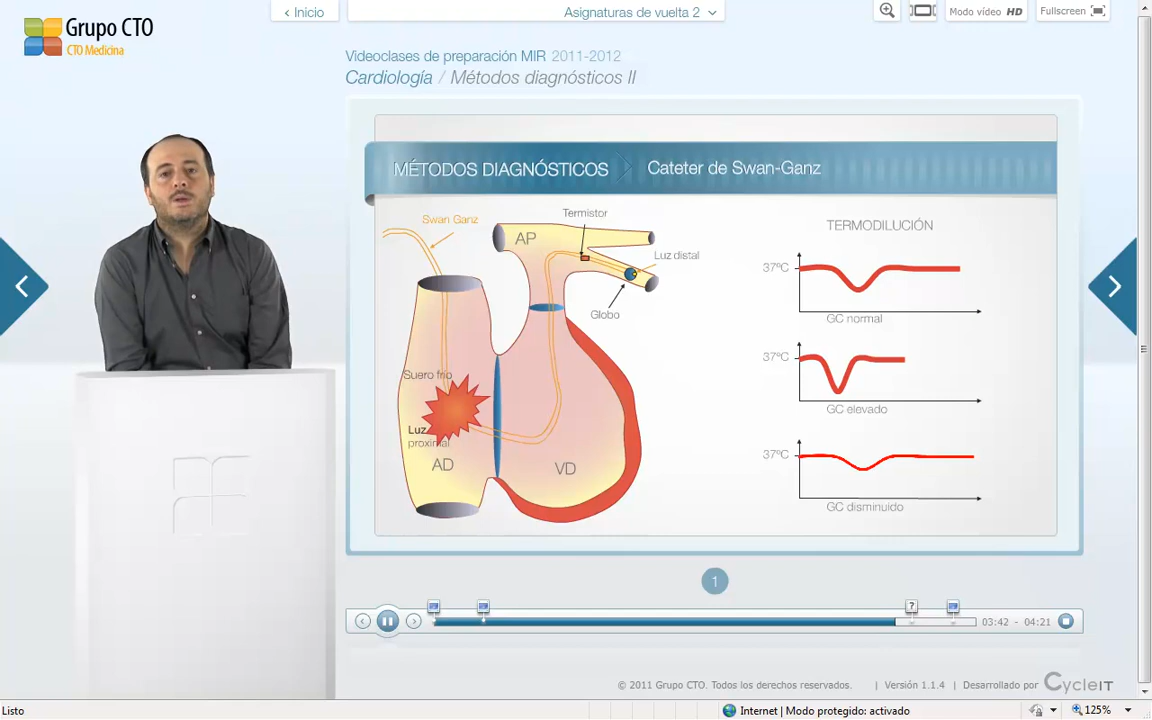 Grupo CTO
CTO Medicina
‹ Inicio
Asignaturas de vuelta 2
Modo vídeo HD
Fullscreen
Videoclases de preparación MIR 2011-2012
Cardiología / Métodos diagnósticos II
MÉTODOS DIAGNÓSTICOS
Cateter de Swan-Ganz
Swan Ganz
Termistor
AP
Luz distal
Globo
Suero frío
Luz
proximal
AD
VD
TERMODILUCIÓN
37ºC
GC normal
37ºC
GC elevado
37ºC
GC disminuido
1
?
03:42 - 04:21
© 2011 Grupo CTO. Todos los derechos reservados. | Versión 1.1.4 | Desarrollado por CycleIT
Listo
Internet | Modo protegido: activado
125%